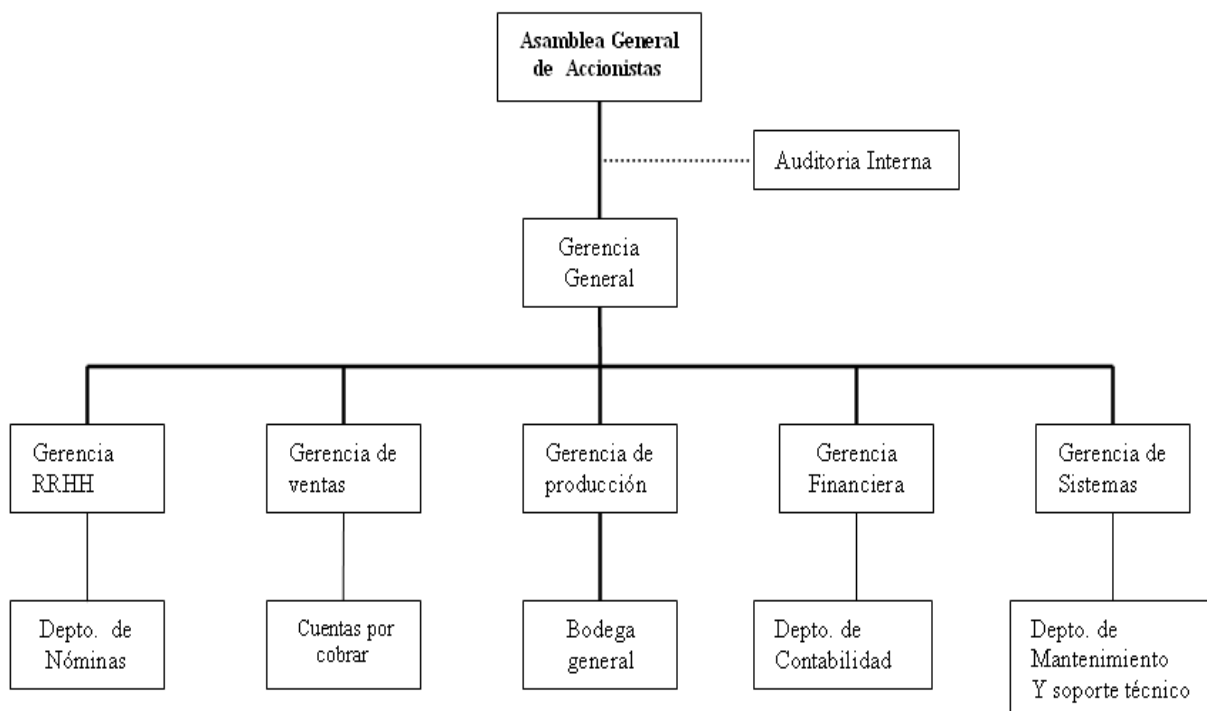 Asamblea General
de Accionistas
Auditoria Interna
Gerencia
General
Gerencia
RRHH
Gerencia de
ventas
Gerencia de
producción
Gerencia
Financiera
Gerencia de
Sistemas
Depto. de
Nóminas
Cuentas por
cobrar
Bodega
general
Depto. de
Contabilidad
Depto. de
Mantenimiento
Y soporte técnico